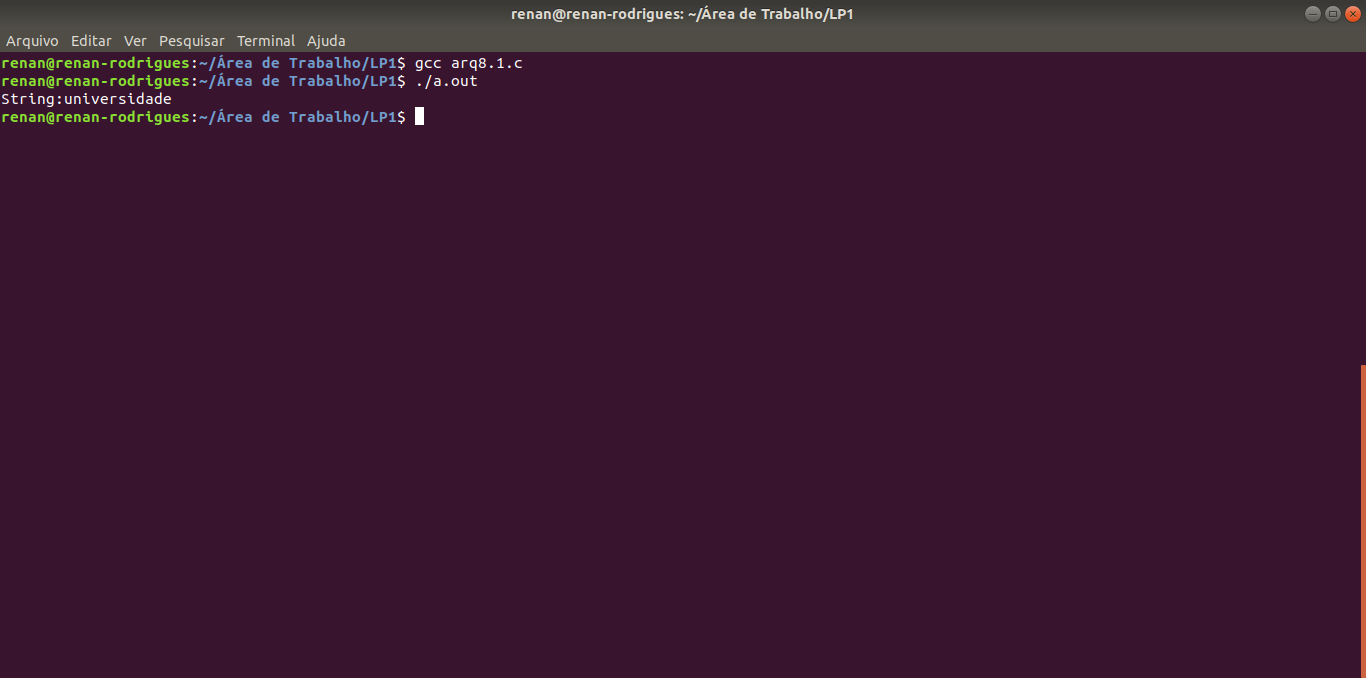 renan@renan-rodrigues: ~/Área de Trabalho/LP1
Arquivo Editar Ver Pesquisar Terminal Ajuda
renan@renan-rodrigues:~/Área de Trabalho/LP1$ gcc arq8.1.c
renan@renan-rodrigues:~/Área de Trabalho/LP1$ ./a.out
String:universidade
renan@renan-rodrigues:~/Área de Trabalho/LP1$